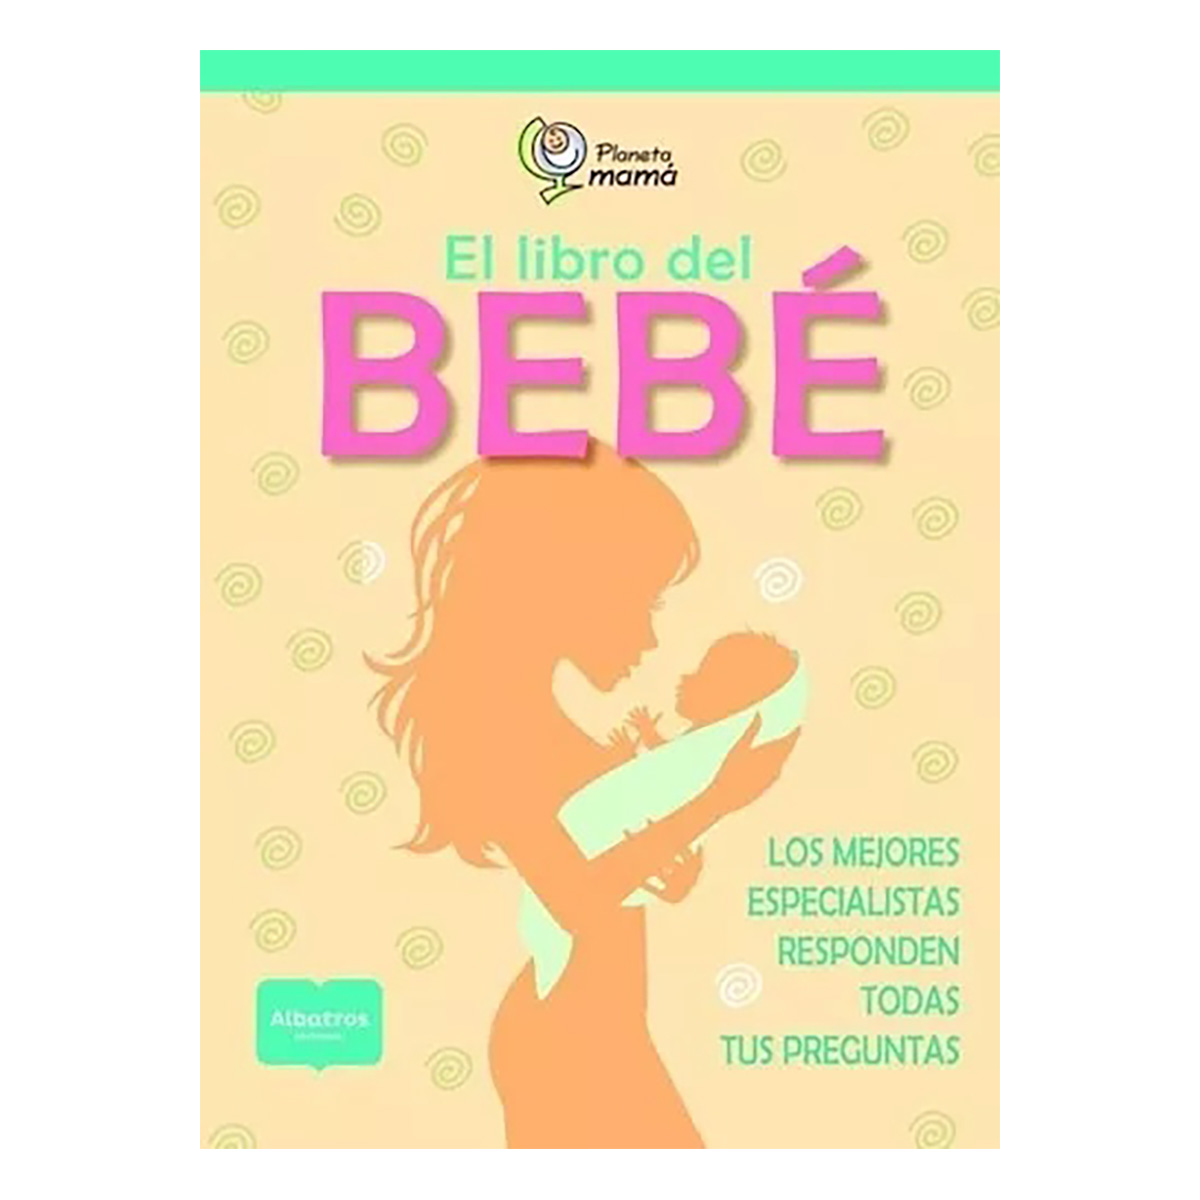 Planeta
mamá
El libro del
BEBÉ
LOS MEJORES
ESPECIALISTAS
RESPONDEN
TODAS
TUS PREGUNTAS
Albatros